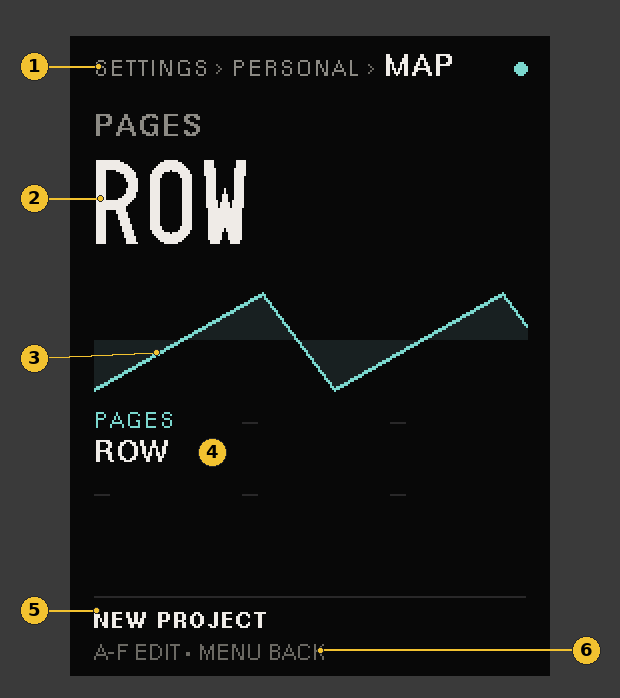 1 SETTINGS › PERSONAL › MAP
PAGES
2 ROW
3
PAGES
ROW 4
5 NEW PROJECT
A-F EDIT · MENU BACK 6